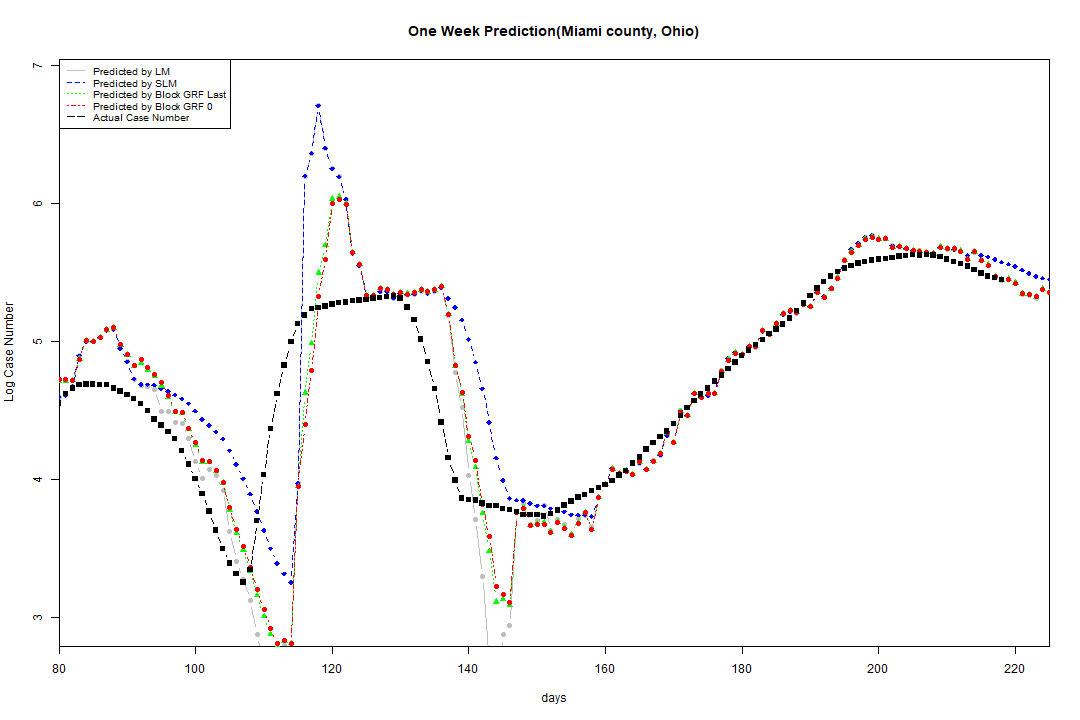 One Week Prediction(Miami county, Ohio)
Predicted by LM
Predicted by SLM
Predicted by Block GRF Last
Predicted by Block GRF 0
Actual Case Number
Log Case Number
7
6
5
4
3
80 100 120 140 160 180 200 220
days